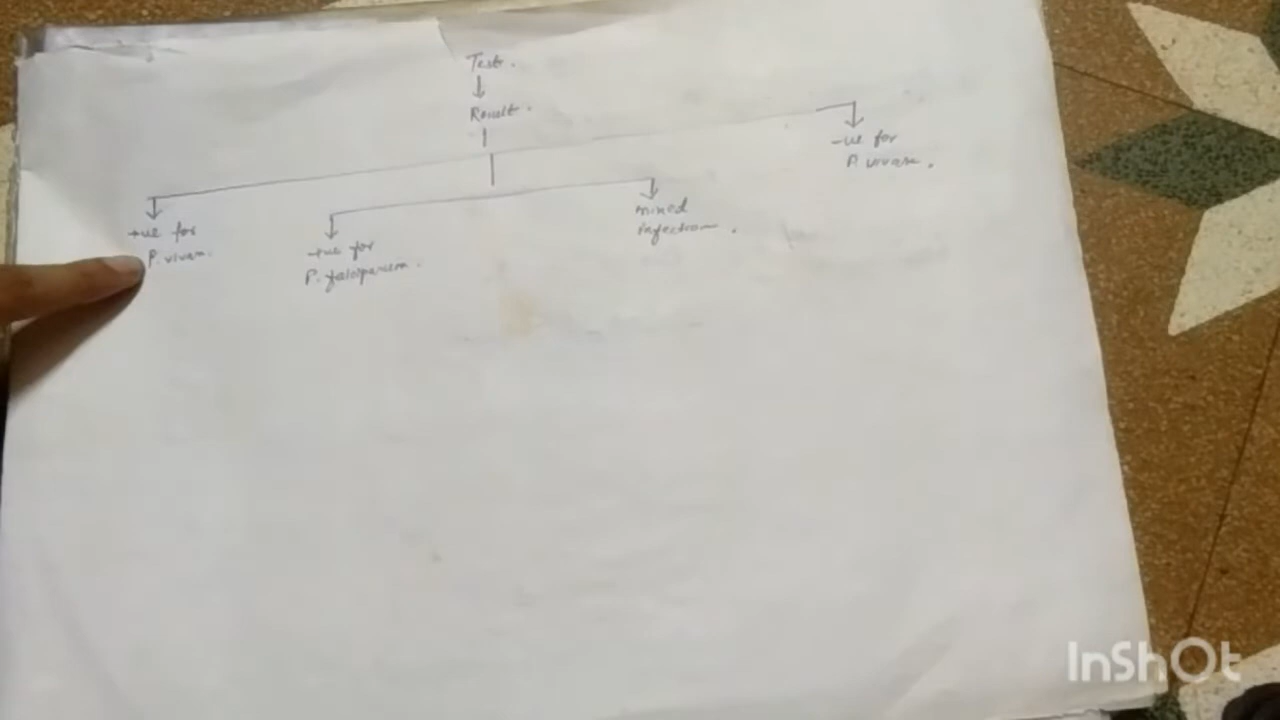 Test.
↓
Result.
+ve for
P. vivax.
+ve for
P. falciparum.
mixed
infection.
-ve for
P. vivax.
InShOt